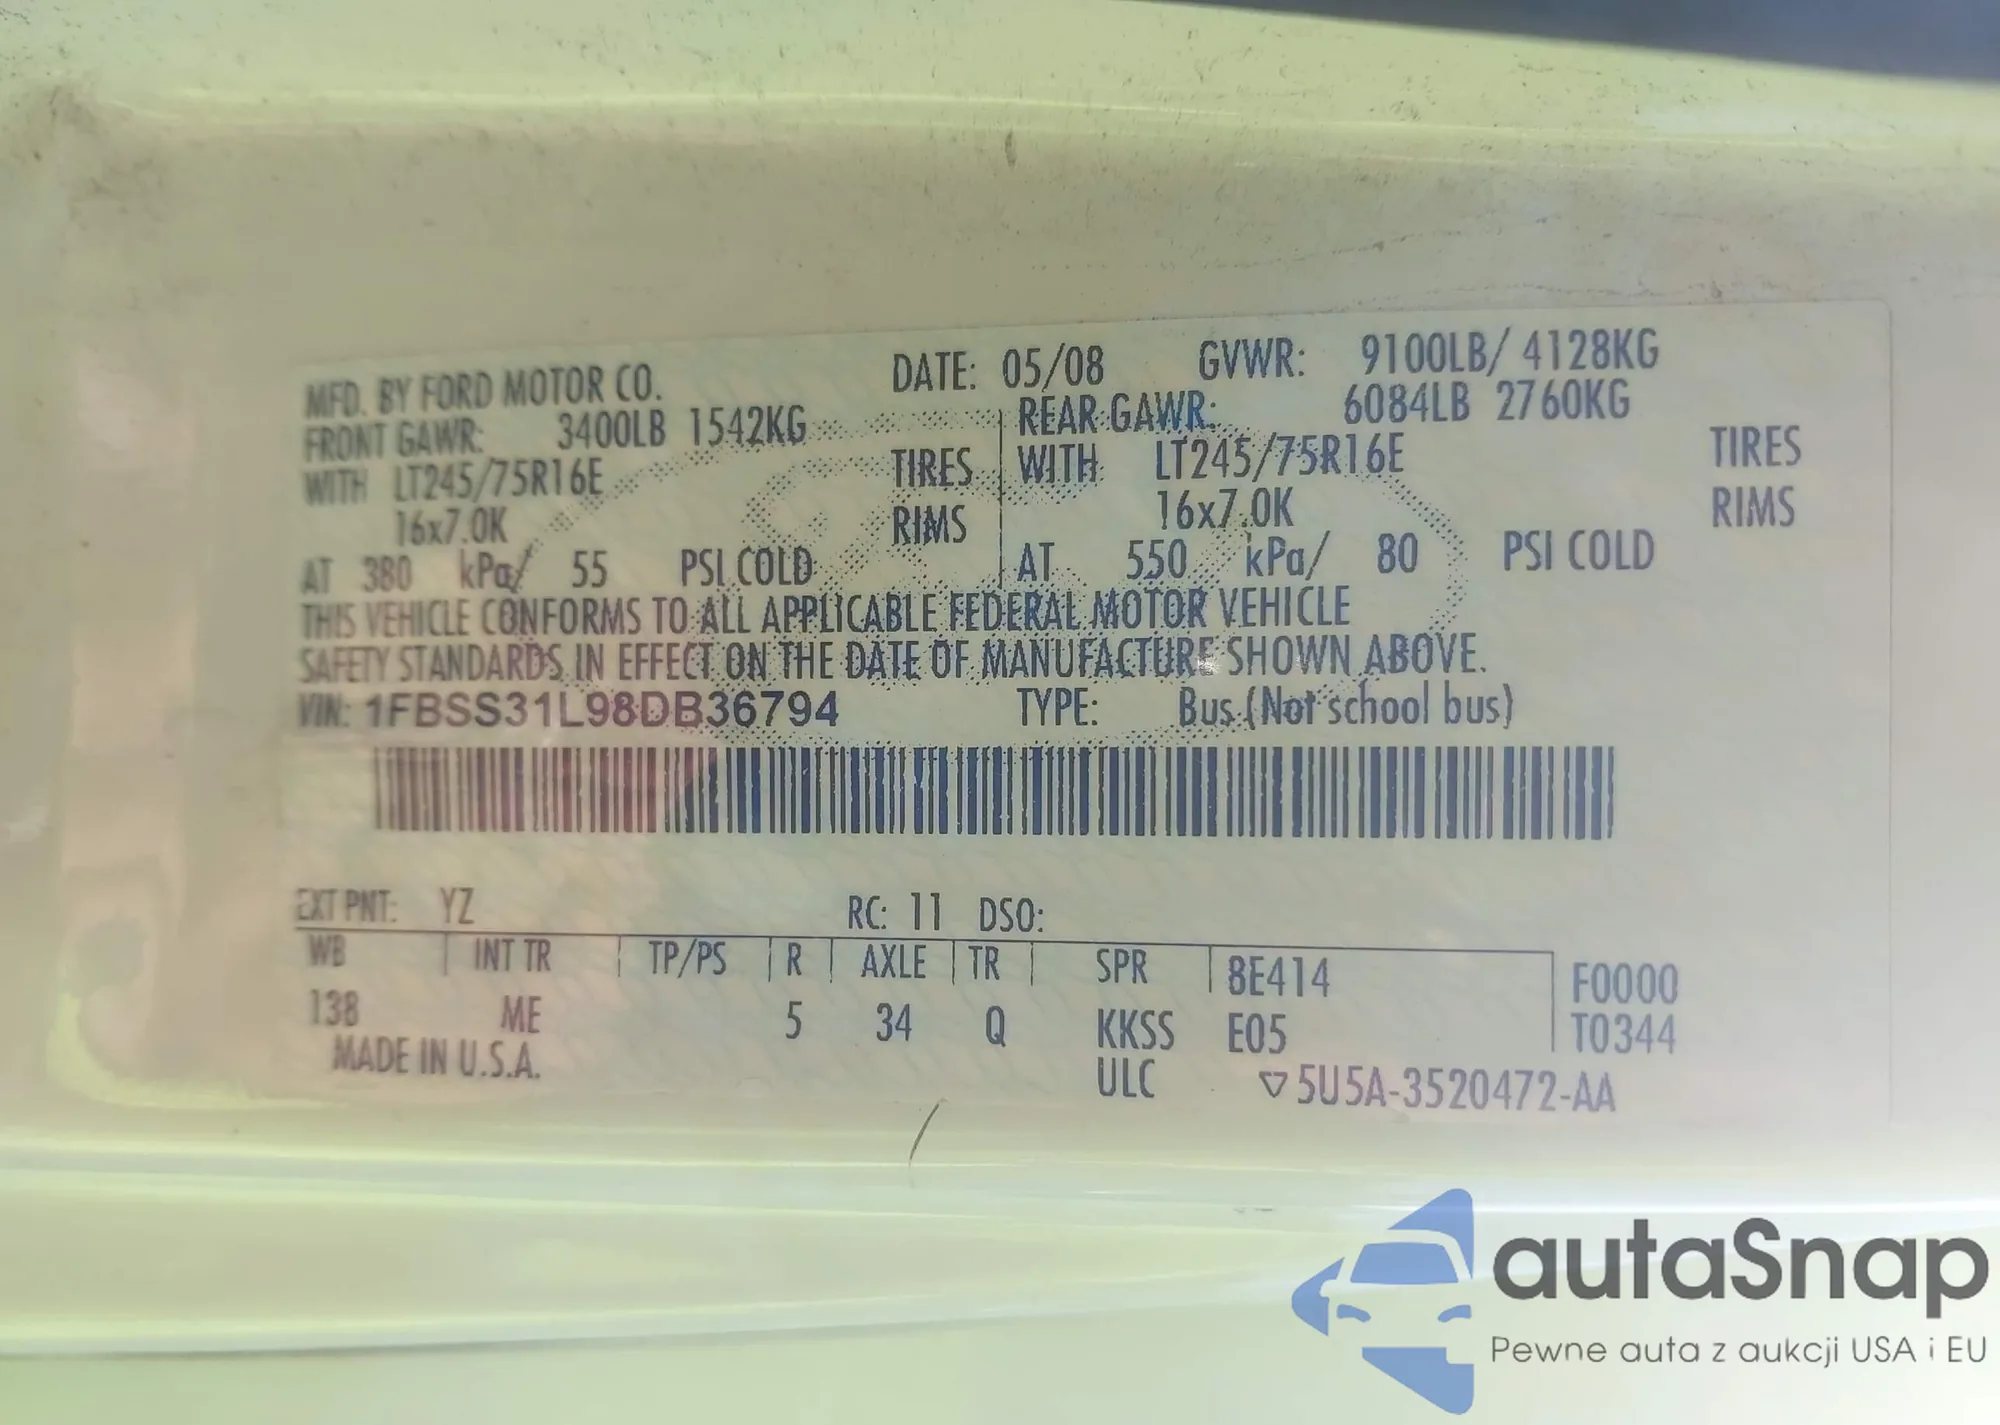 MFD. BY FORD MOTOR CO. DATE: 05/08 GVWR: 9100LB/ 4128KG
FRONT GAWR: 3400LB 1542KG REAR GAWR: 6084LB 2760KG
WITH LT245/75R16E TIRES WITH LT245/75R16E TIRES
16x7.0K RIMS 16x7.0K RIMS
AT 380 kPa/ 55 PSI COLD AT 550 kPa/ 80 PSI COLD
THIS VEHICLE CONFORMS TO ALL APPLICABLE FEDERAL MOTOR VEHICLE
SAFETY STANDARDS IN EFFECT ON THE DATE OF MANUFACTURE SHOWN ABOVE.
VIN: 1FBSS31L98DB36794 TYPE: Bus (Not school bus)
EXT PNT: YZ RC: 11 DSO:
WB INT TR TP/PS R AXLE TR SPR 8E414 F0000
138 ME 5 34 Q KKSS E05 T0344
MADE IN U.S.A. ULC ▽5U5A-3520472-AA
autaSnap
Pewne auta z aukcji USA i EU